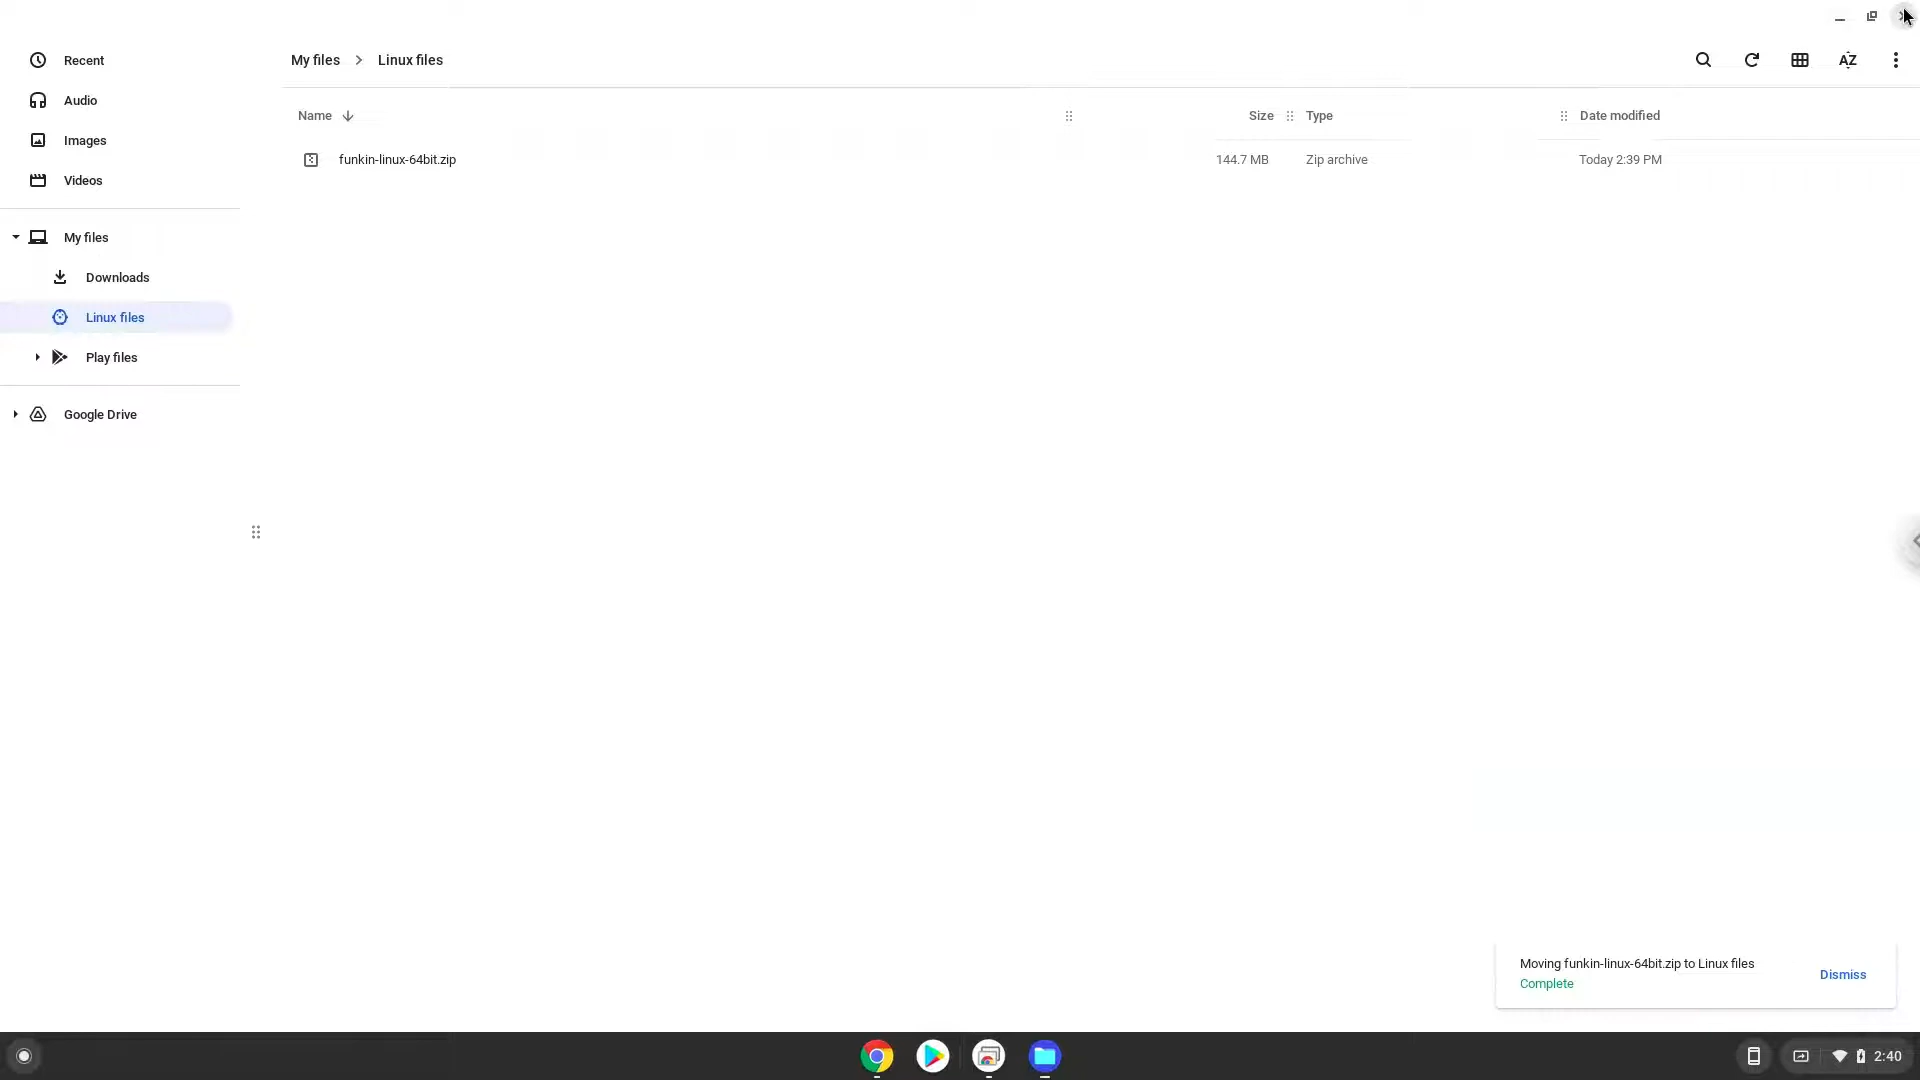 Recent
Audio
Images
Videos
My files
Downloads
Linux files
Play files
Google Drive
My files > Linux files
Name Size Type Date modified
funkin-linux-64bit.zip 144.7 MB Zip archive Today 2:39 PM
Moving funkin-linux-64bit.zip to Linux files
Complete
Dismiss
2:40